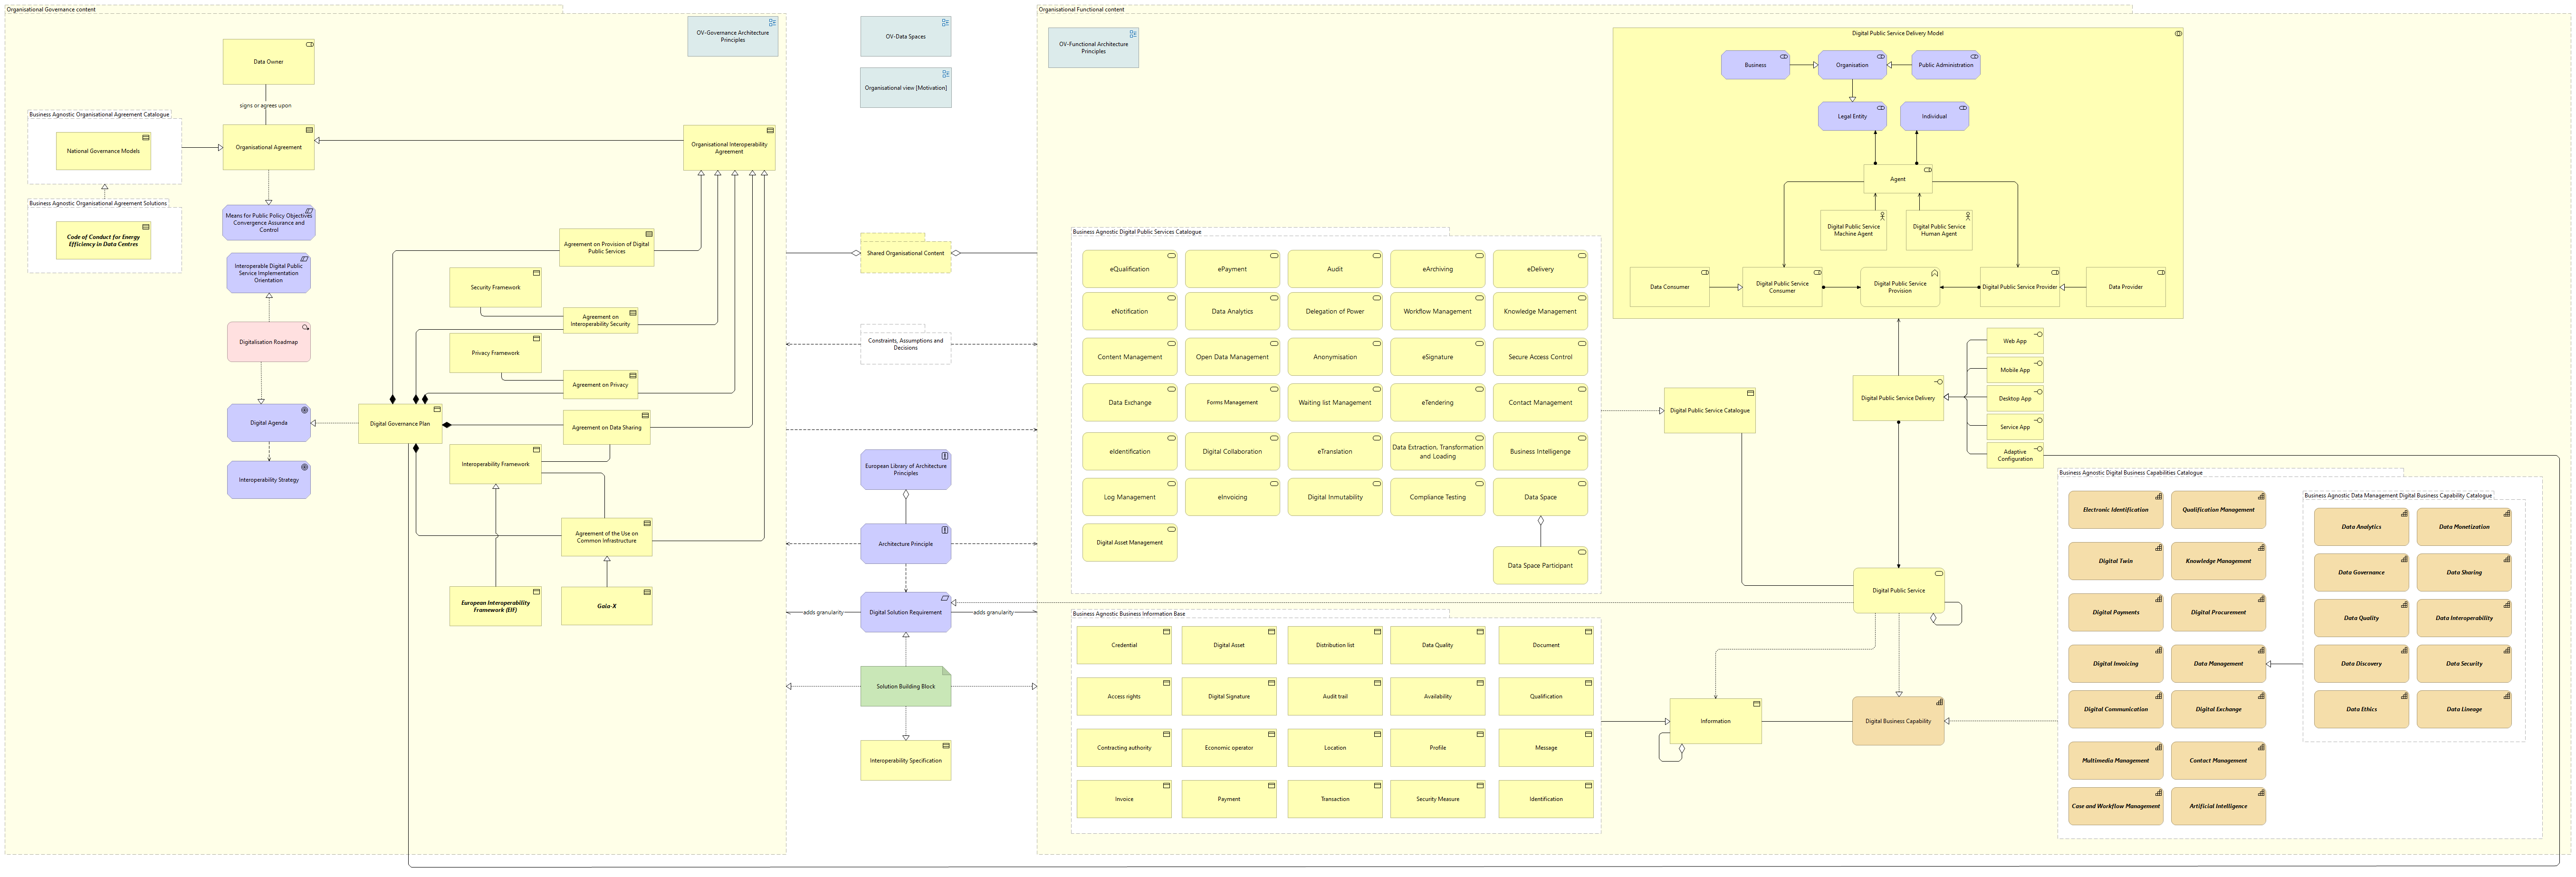 Organisational Governance content
OV-Governance Architecture
Principles
Data Owner
signs or agrees upon
Business Agnostic Organisational Agreement Catalogue
National Governance Models
Organisational Agreement
Organisational Interoperability
Agreement
Business Agnostic Organisational Agreement Solutions
Code of Conduct for Energy
Efficiency in Data Centres
Means for Public Policy Objectives
Convergence Assurance and
Control
Interoperable Digital Public
Service Implementation
Orientation
Digitalisation Roadmap
Digital Agenda
Interoperability Strategy
Agreement on Provision of Digital
Public Services
Security Framework
Agreement on
Interoperability Security
Privacy Framework
Agreement on Privacy
Digital Governance Plan
Agreement on Data Sharing
Interoperability Framework
Agreement of the Use on
Common Infrastructure
European Interoperability
Framework (EIF)
Gaia-X
OV-Data Spaces
Organisational view [Motivation]
Shared Organisational Content
Constraints, Assumptions and
Decisions
European Library of Architecture
Principles
Architecture Principle
adds granularity
Digital Solution Requirement
adds granularity
Solution Building Block
Interoperability Specification
Organisational Functional content
OV-Functional Architecture
Principles
Business Agnostic Digital Public Services Catalogue
eQualification
ePayment
Audit
eArchiving
eDelivery
eNotification
Data Analytics
Delegation of Power
Workflow Management
Knowledge Management
Content Management
Open Data Management
Anonymisation
eSignature
Secure Access Control
Data Exchange
Forms Management
Waiting list Management
eTendering
Contact Management
eIdentification
Digital Collaboration
eTranslation
Data Extraction, Transformation
and Loading
Business Intelligenge
Log Management
eInvoicing
Digital Inmutability
Compliance Testing
Data Space
Digital Asset Management
Data Space Participant
Business Agnostic Business Information Base
Credential
Digital Asset
Distribution list
Data Quality
Document
Access rights
Digital Signature
Audit trail
Availability
Qualification
Contracting authority
Economic operator
Location
Profile
Message
Invoice
Payment
Transaction
Security Measure
Identification
Digital Public Service Delivery Model
Business
Organisation
Public Administration
Legal Entity
Individual
Agent
Digital Public Service
Machine Agent
Digital Public Service
Human Agent
Data Consumer
Digital Public Service
Consumer
Digital Public Service
Provision
Digital Public Service Provider
Data Provider
Web App
Mobile App
Desktop App
Service App
Adaptive
Configuration
Digital Public Service Delivery
Digital Public Service Catalogue
Digital Public Service
Information
Digital Business Capability
Business Agnostic Digital Business Capabilities Catalogue
Electronic Identification
Qualification Management
Digital Twin
Knowledge Management
Digital Payments
Digital Procurement
Digital Invoicing
Data Management
Digital Communication
Digital Exchange
Multimedia Management
Contact Management
Case and Workflow Management
Artificial Intelligence
Business Agnostic Data Management Digital Business Capability Catalogue
Data Analytics
Data Monetization
Data Governance
Data Sharing
Data Quality
Data Interoperability
Data Discovery
Data Security
Data Ethics
Data Lineage